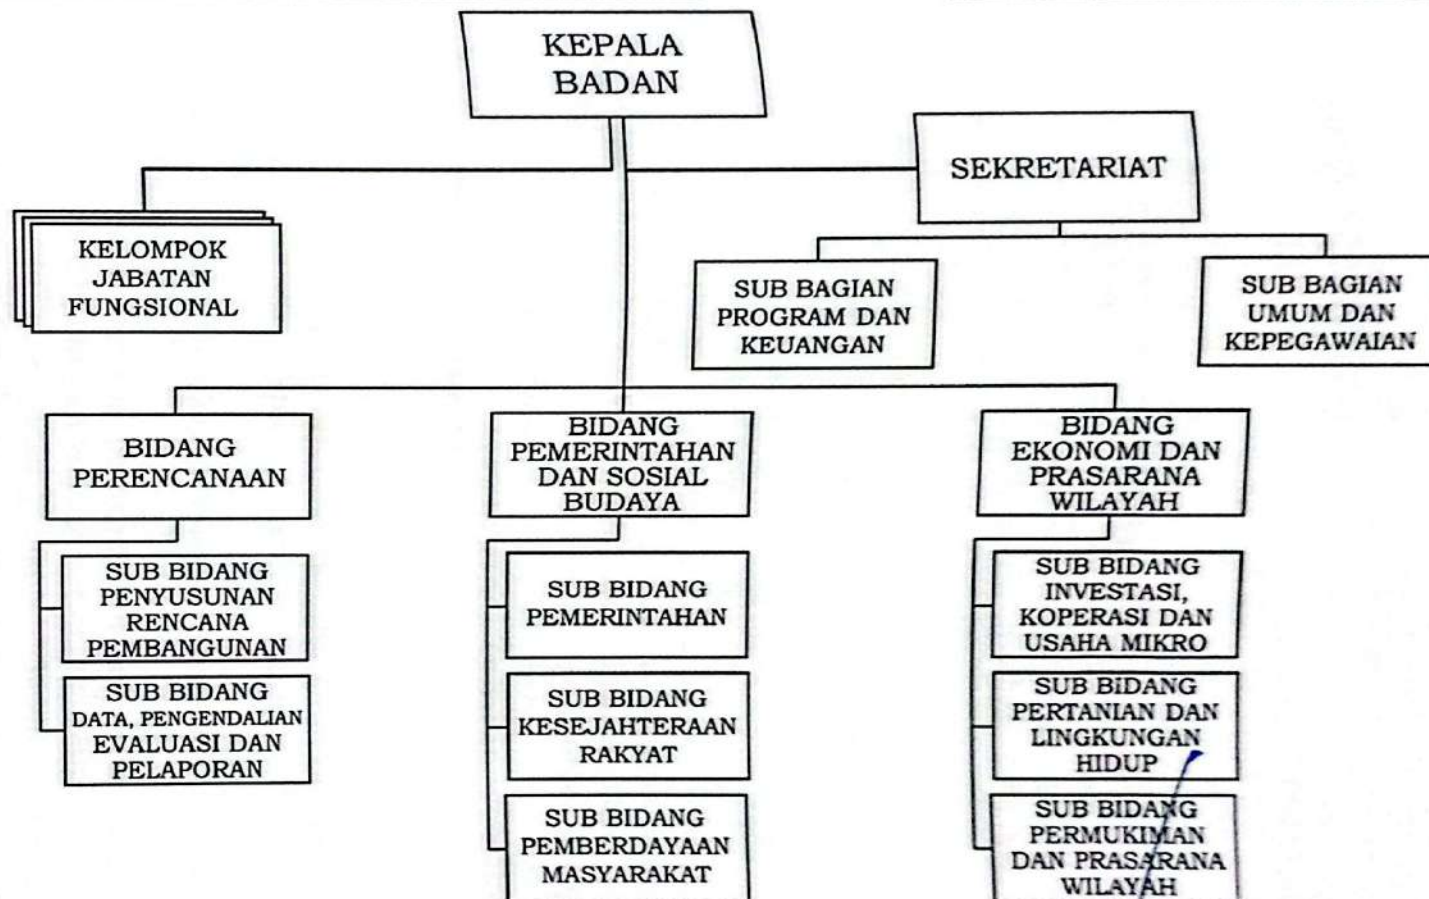 KEPALA
BADAN
SEKRETARIAT
KELOMPOK
JABATAN
FUNGSIONAL
SUB BAGIAN
PROGRAM DAN
KEUANGAN
SUB BAGIAN
UMUM DAN
KEPEGAWAIAN
BIDANG
PERENCANAAN
BIDANG
PEMERINTAHAN
DAN SOSIAL
BUDAYA
BIDANG
EKONOMI DAN
PRASARANA
WILAYAH
SUB BIDANG
PENYUSUNAN
RENCANA
PEMBANGUNAN
SUB BIDANG
PEMERINTAHAN
SUB BIDANG
INVESTASI,
KOPERASI DAN
USAHA MIKRO
SUB BIDANG
DATA, PENGENDALIAN
EVALUASI DAN
PELAPORAN
SUB BIDANG
KESEJAHTERAAN
RAKYAT
SUB BIDANG
PERTANIAN DAN
LINGKUNGAN
HIDUP
SUB BIDANG
PEMBERDAYAAN
MASYARAKAT
SUB BIDANG
PERMUKIMAN
DAN PRASARANA
WILAYAH